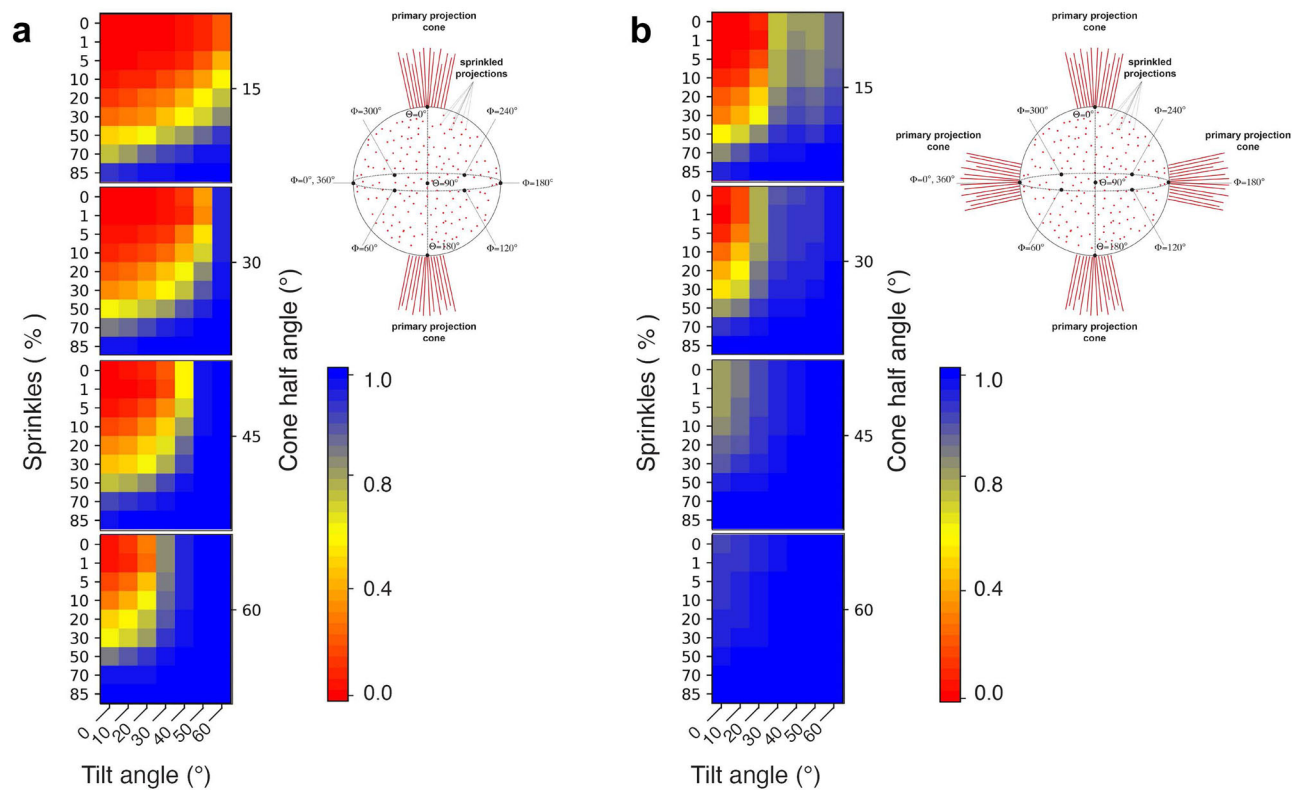 a
0
1
5
10
20
30
50
70
85
15
0
1
5
10
20
30
50
70
85
30
0
1
5
10
20
30
50
70
85
45
0
1
5
10
20
30
50
70
85
60
Sprinkles ( % )
Cone half angle (°)
0
10
20
30
40
50
60
Tilt angle (°)
primary projection
cone
sprinkled
projections
Φ=300°
Θ=0°
Φ=240°
Φ=0°, 360°
Θ=90°
Φ=180°
Φ=60°
Θ=180°
Φ=120°
primary projection
cone
1.0
0.8
0.4
0.0
b
0
1
5
10
20
30
50
70
85
15
0
1
5
10
20
30
50
70
85
30
0
1
5
10
20
30
50
70
85
45
0
1
5
10
20
30
50
70
85
60
Sprinkles ( % )
Cone half angle (°)
0
10
20
30
40
50
60
Tilt angle (°)
primary projection
cone
sprinkled
projections
Φ=300°
Θ=0°
Φ=240°
primary projection
cone
primary projection
cone
Φ=0°, 360°
Θ=90°
Φ=180°
Φ=60°
Θ=180°
Φ=120°
primary projection
cone
1.0
0.8
0.4
0.0